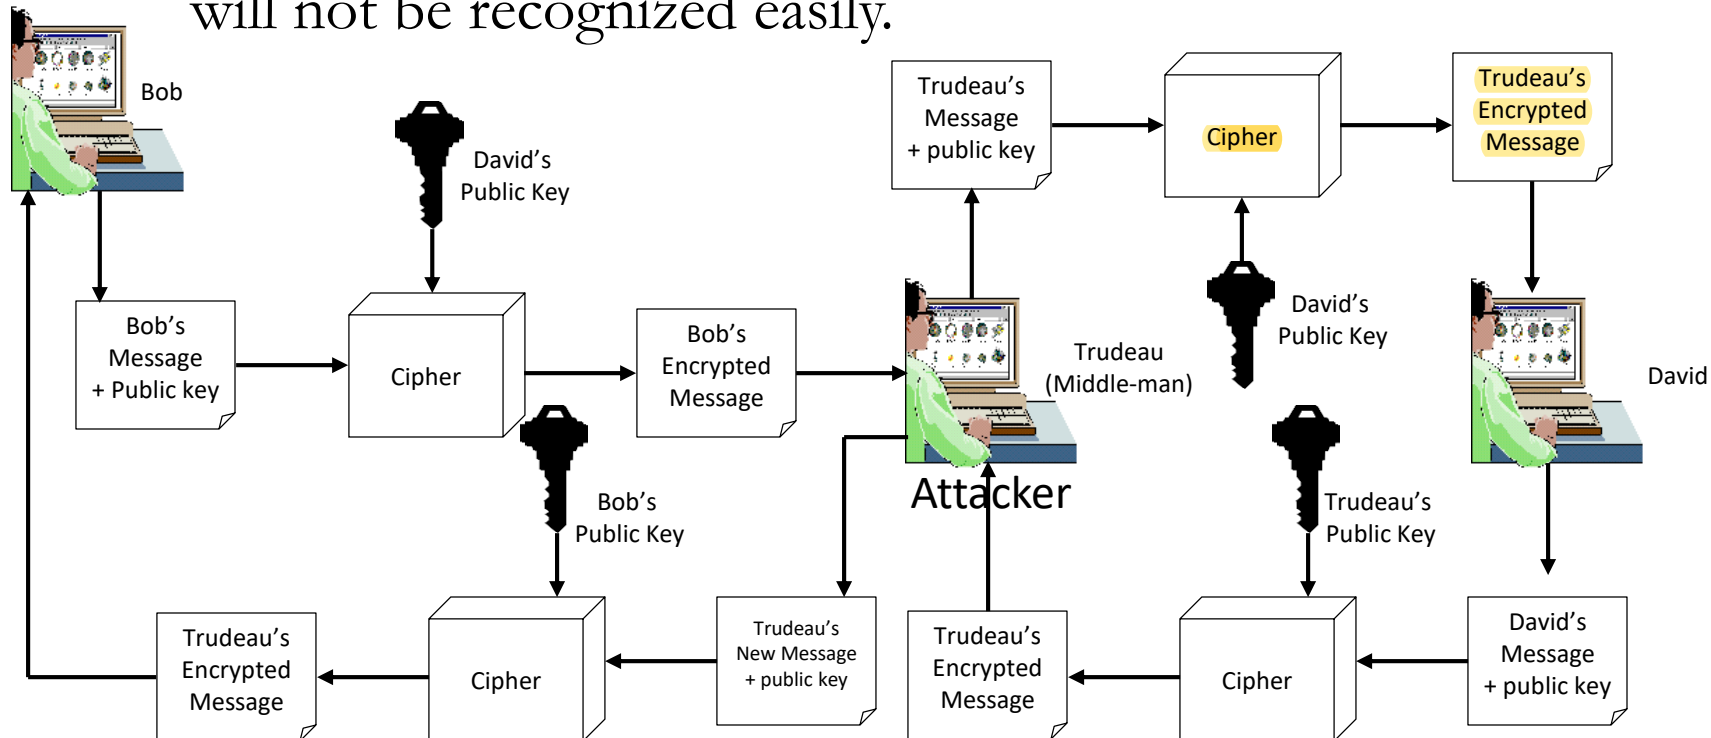 will not be recognized easily.
Bob
David's
Public Key
Bob's
Message
+ Public key
Cipher
Bob's
Encrypted
Message
Trudeau's
Message
+ public key
Cipher
Trudeau's
Encrypted
Message
David's
Public Key
Trudeau
(Middle-man)
Attacker
David
Bob's
Public Key
Trudeau's
Public Key
Trudeau's
Encrypted
Message
Cipher
Trudeau's
New Message
+ public key
Trudeau's
Encrypted
Message
Cipher
David's
Message
+ public key